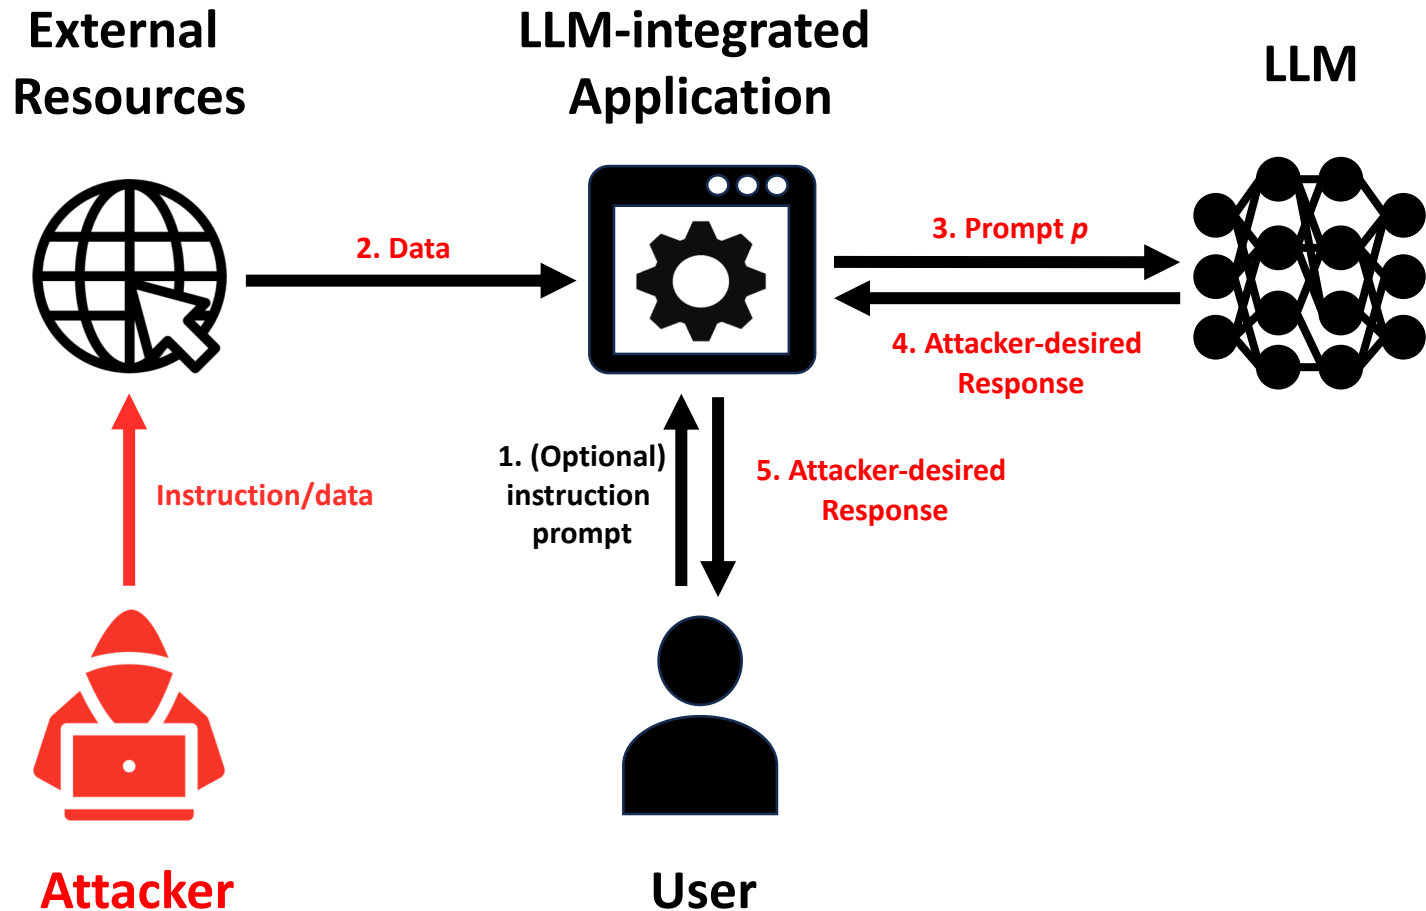 External
Resources
LLM-integrated
Application
LLM
2. Data
3. Prompt p
4. Attacker-desired
Response
Instruction/data
1. (Optional)
instruction
prompt
5. Attacker-desired
Response
Attacker
User